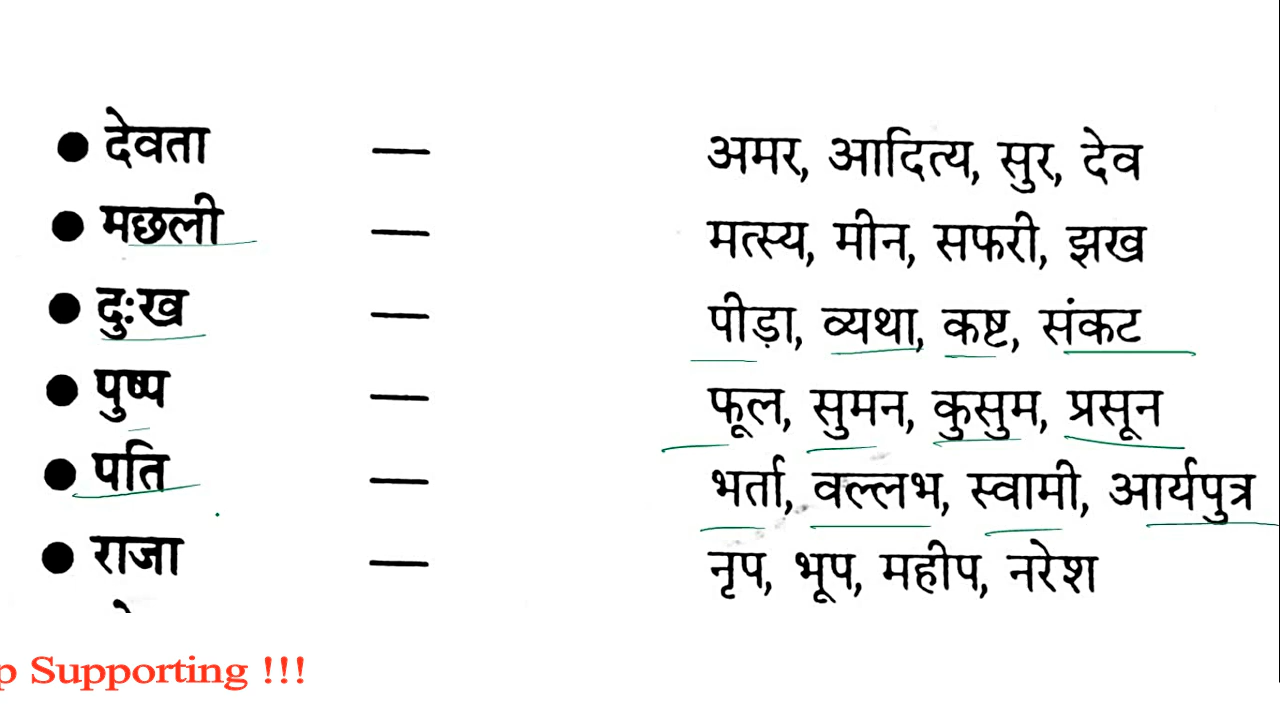 ● देवता — अमर, आदित्य, सुर, देव
● मछली — मत्स्य, मीन, सफरी, झख
● दुःख — पीड़ा, व्यथा, कष्ट, संकट
● पुष्प — फूल, सुमन, कुसुम, प्रसून
● पति — भर्ता, वल्लभ, स्वामी, आर्यपुत्र
● राजा — नृप, भूप, महीप, नरेश
p Supporting !!!